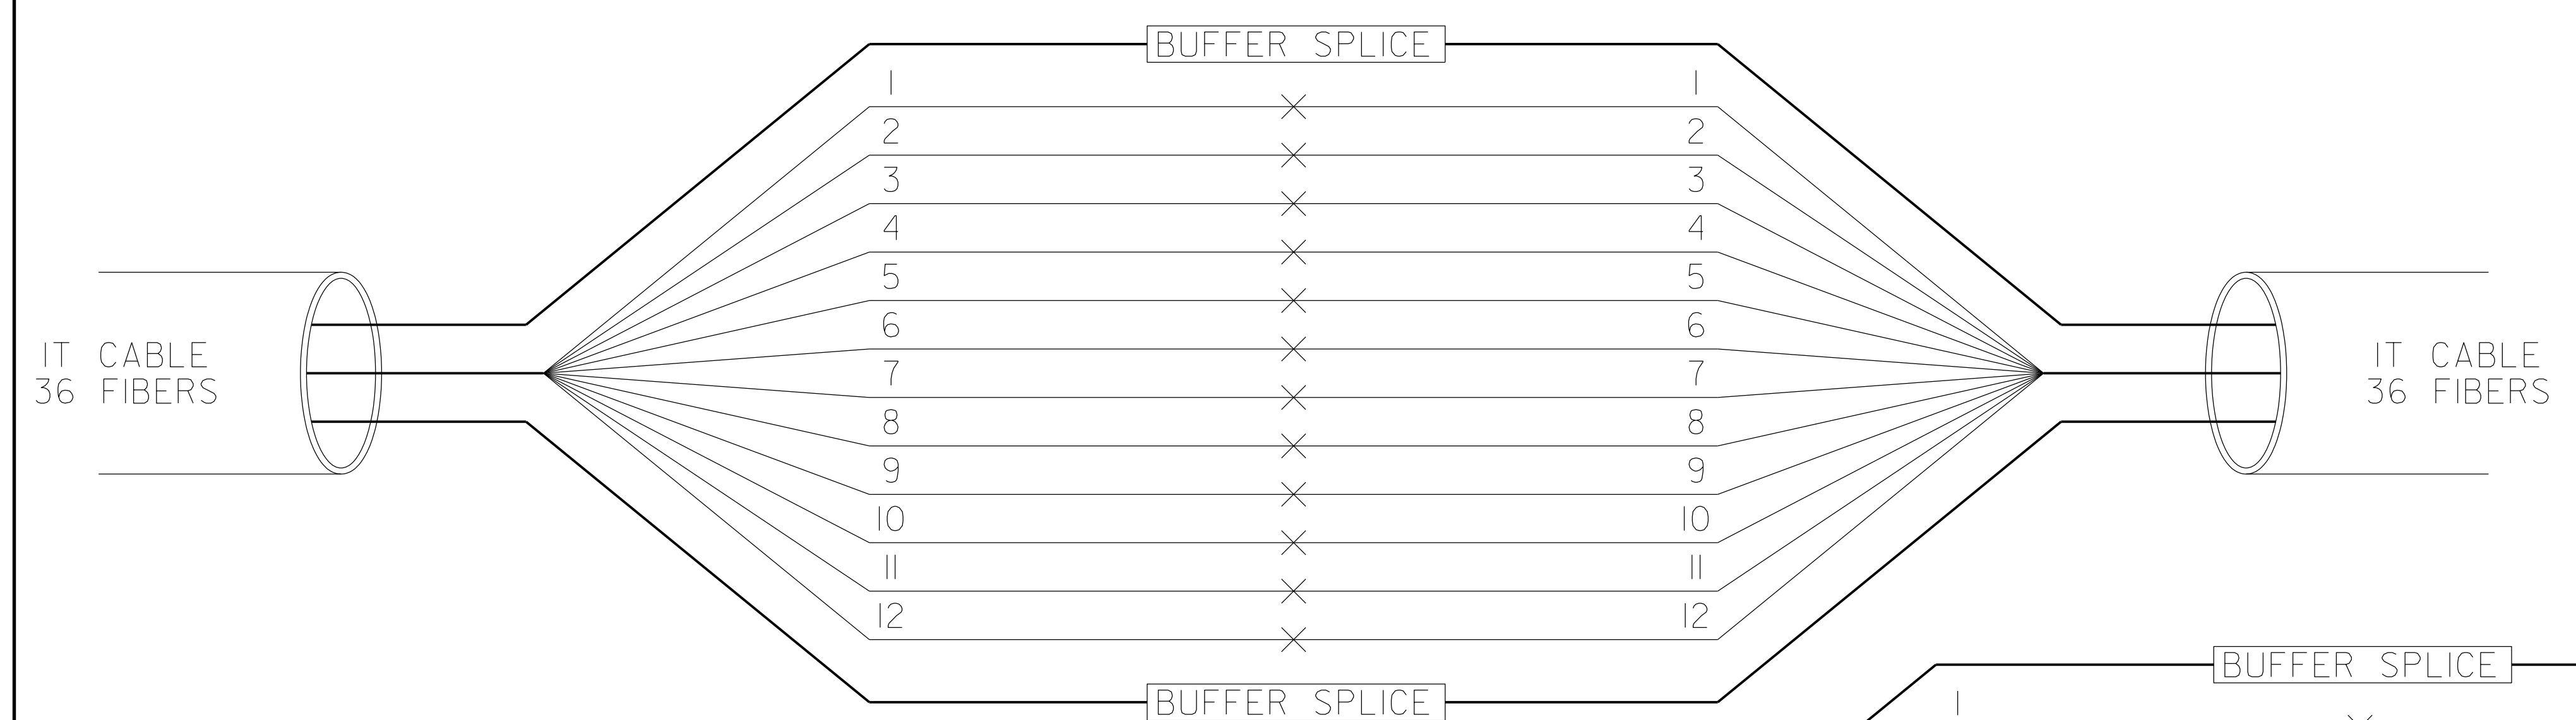 BUFFER SPLICE
1 1
2 2
3 3
4 4
5 5
6 6
IT CABLE
36 FIBERS
IT CABLE
36 FIBERS
7 7
8 8
9 9
10 10
11 11
12 12
BUFFER SPLICE
BUFFER SPLICE
1